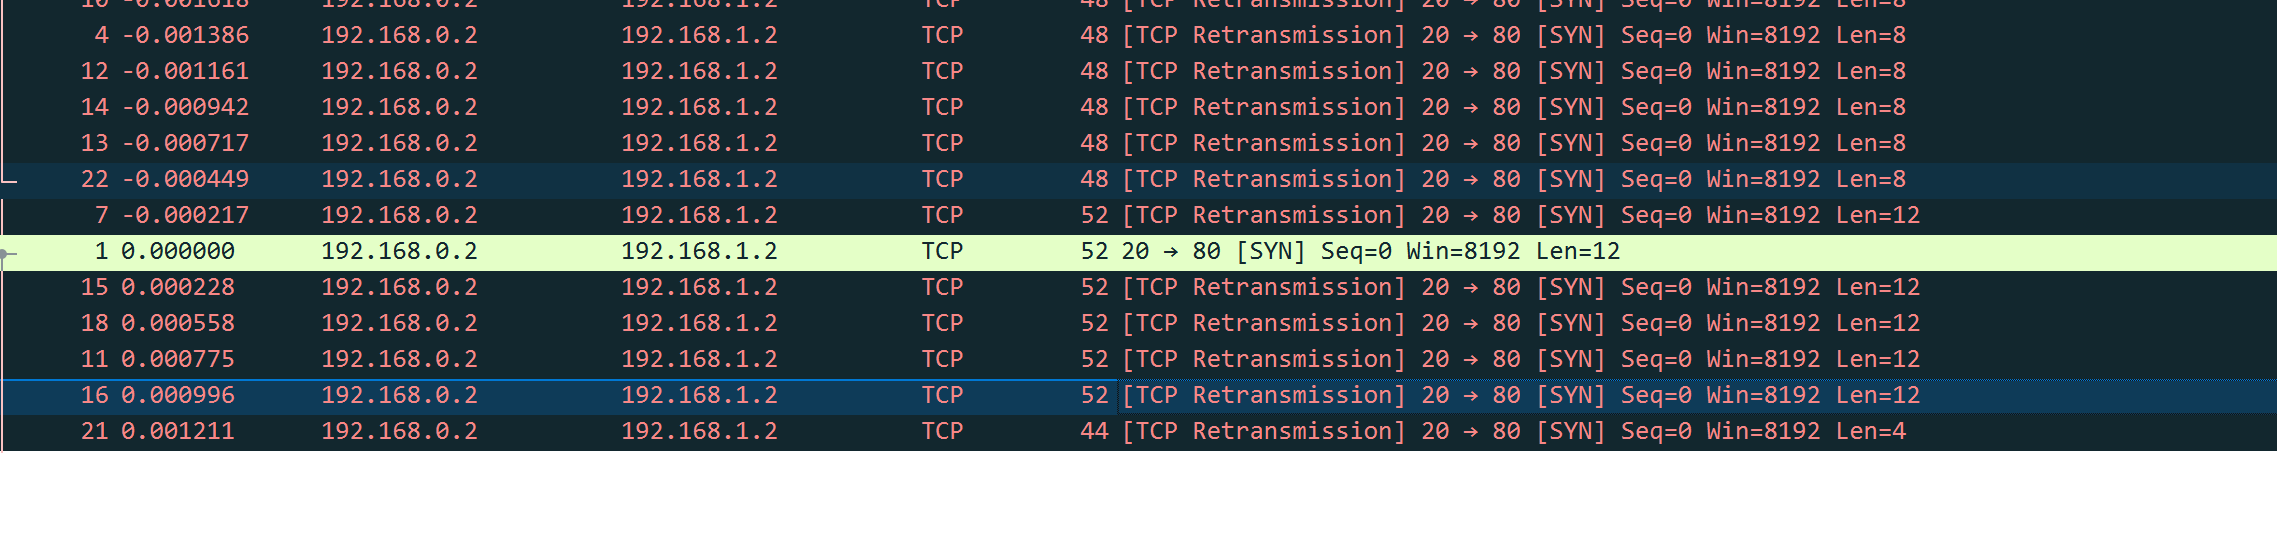 10 -0.001618 192.168.0.2 192.168.1.2 TCP 48 [TCP Retransmission] 20 → 80 [SYN] Seq=0 Win=8192 Len=8
4 -0.001386 192.168.0.2 192.168.1.2 TCP 48 [TCP Retransmission] 20 → 80 [SYN] Seq=0 Win=8192 Len=8
12 -0.001161 192.168.0.2 192.168.1.2 TCP 48 [TCP Retransmission] 20 → 80 [SYN] Seq=0 Win=8192 Len=8
14 -0.000942 192.168.0.2 192.168.1.2 TCP 48 [TCP Retransmission] 20 → 80 [SYN] Seq=0 Win=8192 Len=8
13 -0.000717 192.168.0.2 192.168.1.2 TCP 48 [TCP Retransmission] 20 → 80 [SYN] Seq=0 Win=8192 Len=8
22 -0.000449 192.168.0.2 192.168.1.2 TCP 48 [TCP Retransmission] 20 → 80 [SYN] Seq=0 Win=8192 Len=8
7 -0.000217 192.168.0.2 192.168.1.2 TCP 52 [TCP Retransmission] 20 → 80 [SYN] Seq=0 Win=8192 Len=12
1 0.000000 192.168.0.2 192.168.1.2 TCP 52 20 → 80 [SYN] Seq=0 Win=8192 Len=12
15 0.000228 192.168.0.2 192.168.1.2 TCP 52 [TCP Retransmission] 20 → 80 [SYN] Seq=0 Win=8192 Len=12
18 0.000558 192.168.0.2 192.168.1.2 TCP 52 [TCP Retransmission] 20 → 80 [SYN] Seq=0 Win=8192 Len=12
11 0.000775 192.168.0.2 192.168.1.2 TCP 52 [TCP Retransmission] 20 → 80 [SYN] Seq=0 Win=8192 Len=12
16 0.000996 192.168.0.2 192.168.1.2 TCP 52 [TCP Retransmission] 20 → 80 [SYN] Seq=0 Win=8192 Len=12
21 0.001211 192.168.0.2 192.168.1.2 TCP 44 [TCP Retransmission] 20 → 80 [SYN] Seq=0 Win=8192 Len=4